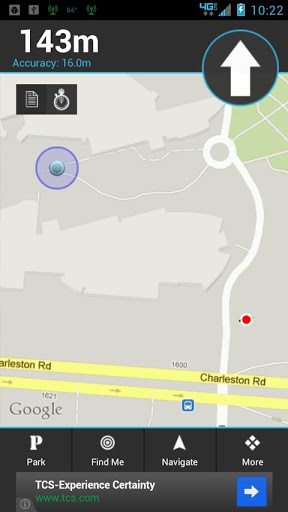 84°
4G
10:22
143m
Accuracy: 16.0m
1600
Charleston Rd
Charleston Rd
1621
Google
P
Park
Find Me
Navigate
More
TCS-Experience Certainty
www.tcs.com